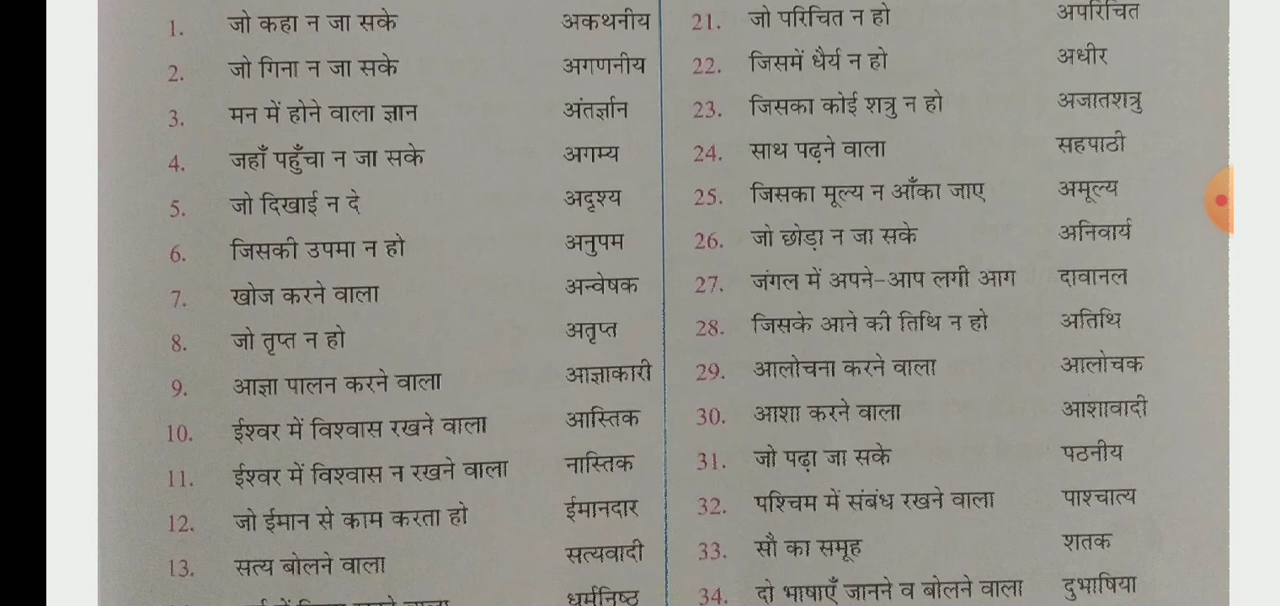 1. जो कहा न जा सके अकथनीय
2. जो गिना न जा सके अगणनीय
3. मन में होने वाला ज्ञान अंतर्ज्ञान
4. जहाँ पहुँचा न जा सके अगम्य
5. जो दिखाई न दे अदृश्य
6. जिसकी उपमा न हो अनुपम
7. खोज करने वाला अन्वेषक
8. जो तृप्त न हो अतृप्त
9. आज्ञा पालन करने वाला आज्ञाकारी
10. ईश्वर में विश्वास रखने वाला आस्तिक
11. ईश्वर में विश्वास न रखने वाला नास्तिक
12. जो ईमान से काम करता हो ईमानदार
13. सत्य बोलने वाला सत्यवादी
धर्मनिष्ठ
21. जो परिचित न हो अपरिचित
22. जिसमें धैर्य न हो अधीर
23. जिसका कोई शत्रु न हो अजातशत्रु
24. साथ पढ़ने वाला सहपाठी
25. जिसका मूल्य न आँका जाए अमूल्य
26. जो छोड़ा न जा सके अनिवार्य
27. जंगल में अपने-आप लगी आग दावानल
28. जिसके आने की तिथि न हो अतिथि
29. आलोचना करने वाला आलोचक
30. आशा करने वाला आशावादी
31. जो पढ़ा जा सके पठनीय
32. पश्चिम में संबंध रखने वाला पाश्चात्य
33. सौ का समूह शतक
34. दो भाषाएँ जानने व बोलने वाला दुभाषिया